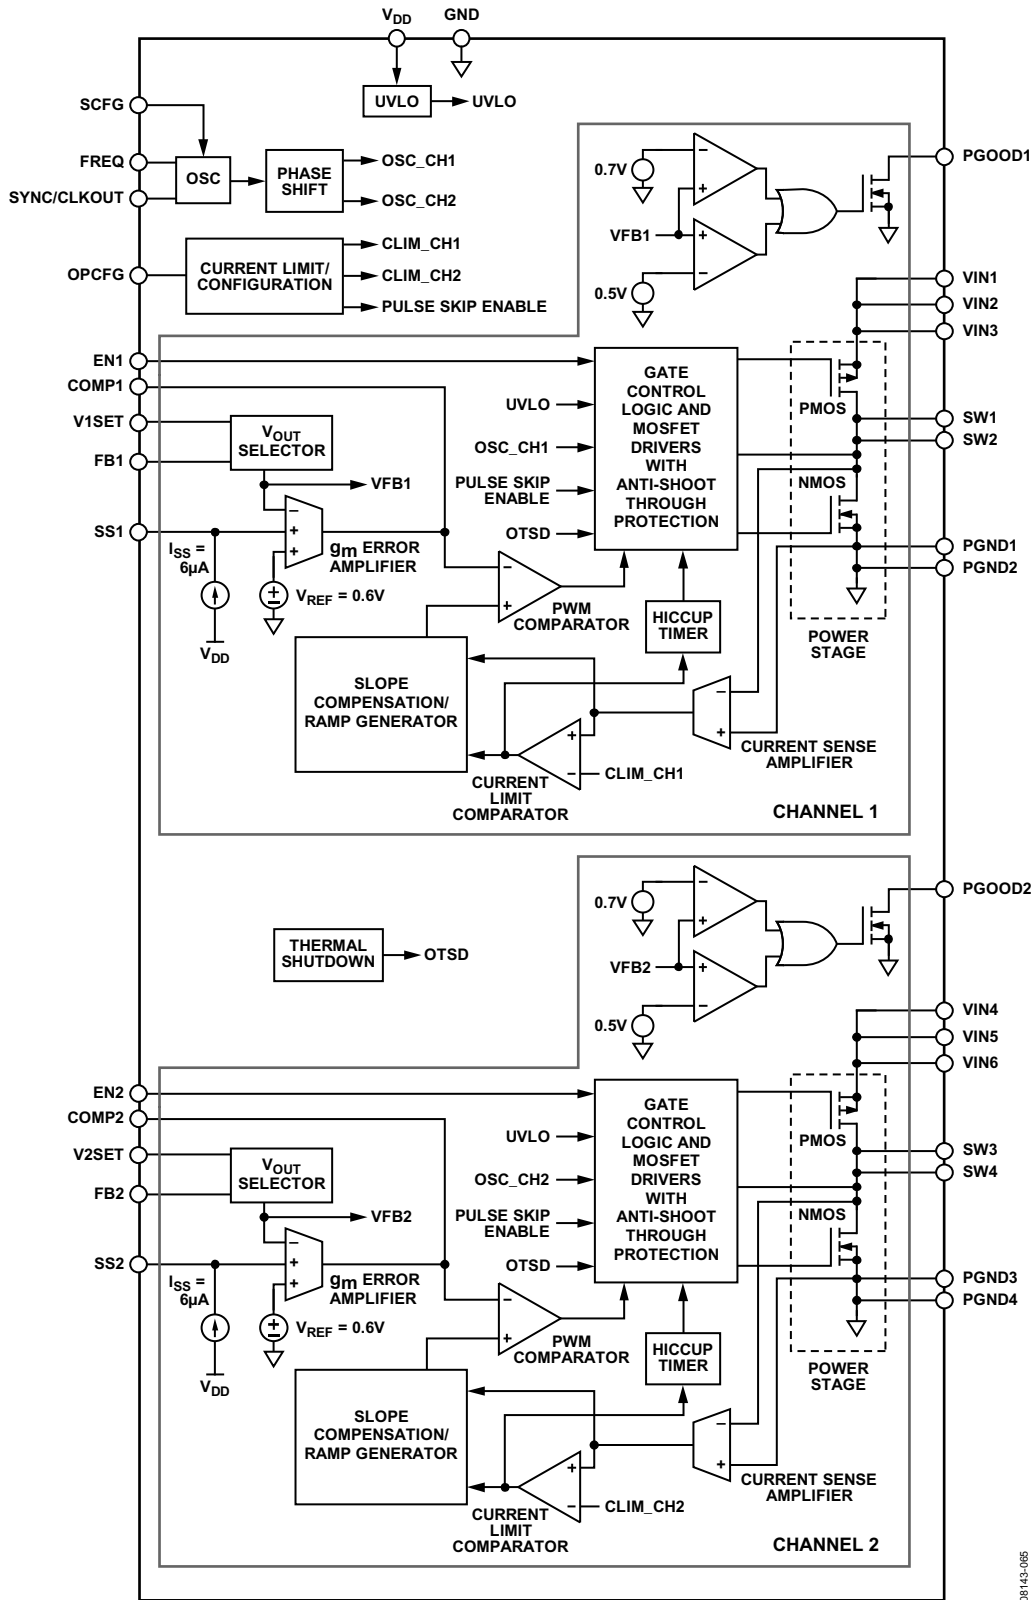 VDD
GND
SCFG
UVLO
UVLO
FREQ
SYNC/CLKOUT
OSC
PHASE
SHIFT
OSC_CH1
OSC_CH2
OPCFG
CURRENT LIMIT/
CONFIGURATION
CLIM_CH1
CLIM_CH2
PULSE SKIP ENABLE
0.7V
−
+
VFB1
+
−
0.5V
PGOOD1
VIN1
VIN2
VIN3
EN1
COMP1
V1SET
FB1
SS1
VOUT
SELECTOR
VFB1
−
+
+
ISS =
6µA
gm ERROR
AMPLIFIER
VREF = 0.6V
VDD
UVLO
OSC_CH1
PULSE SKIP
ENABLE
OTSD
GATE
CONTROL
LOGIC AND
MOSFET
DRIVERS
WITH
ANTI-SHOOT
THROUGH
PROTECTION
PMOS
NMOS
SW1
SW2
PGND1
PGND2
POWER
STAGE
−
+
PWM
COMPARATOR
HICCUP
TIMER
SLOPE
COMPENSATION/
RAMP GENERATOR
+
−
CLIM_CH1
CURRENT
LIMIT
COMPARATOR
−
+
CURRENT SENSE
AMPLIFIER
CHANNEL 1
THERMAL
SHUTDOWN
OTSD
0.7V
−
+
VFB2
+
−
0.5V
PGOOD2
VIN4
VIN5
VIN6
EN2
COMP2
V2SET
FB2
SS2
VOUT
SELECTOR
VFB2
−
+
+
ISS =
6µA
gm ERROR
AMPLIFIER
VREF = 0.6V
VDD
UVLO
OSC_CH2
PULSE SKIP
ENABLE
OTSD
GATE
CONTROL
LOGIC AND
MOSFET
DRIVERS
WITH
ANTI-SHOOT
THROUGH
PROTECTION
PMOS
NMOS
SW3
SW4
PGND3
PGND4
POWER
STAGE
−
+
PWM
COMPARATOR
HICCUP
TIMER
SLOPE
COMPENSATION/
RAMP GENERATOR
+
−
CLIM_CH2
CURRENT
LIMIT
COMPARATOR
−
+
CURRENT SENSE
AMPLIFIER
CHANNEL 2
08143-065